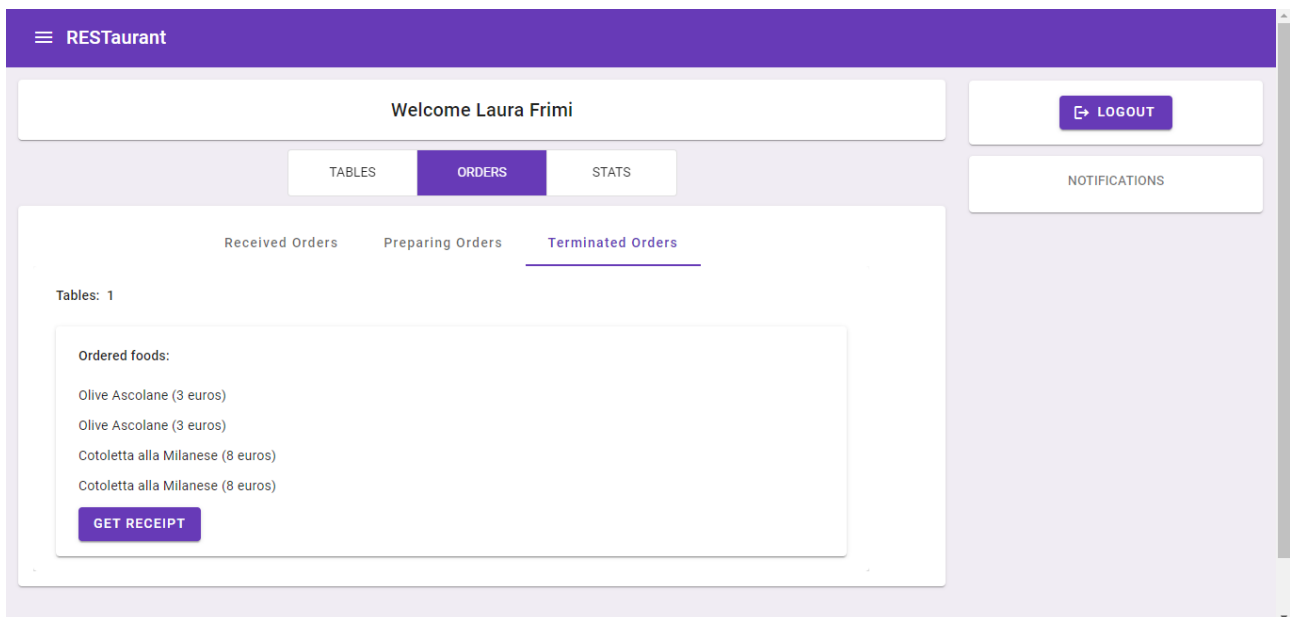 RESTaurant
Welcome Laura Frimi
LOGOUT
TABLES ORDERS STATS
NOTIFICATIONS
Received Orders Preparing Orders Terminated Orders
Tables: 1
Ordered foods:
Olive Ascolane (3 euros)
Olive Ascolane (3 euros)
Cotoletta alla Milanese (8 euros)
Cotoletta alla Milanese (8 euros)
GET RECEIPT